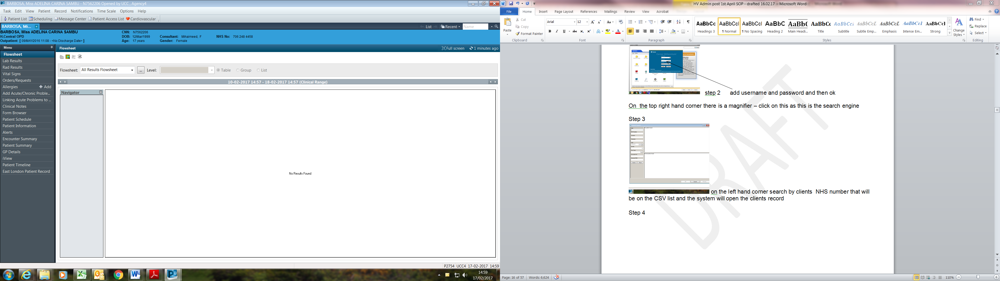 BARBOSA, Miss ADELINA CARINA SAMBU - N7562206 Opened by UCC , Agency4
Task Edit View Patient Record Notifications Time Scale Options Help
Patient List Scheduling Message Center Patient Access List Cardiovascular
BARBOSA, Mi... List Recent Name
BARBOSA, Miss ADELINA CARINA SAMBU CNN: N7562206
H.Central OPD DOB: 12/Mar/1999 Consultant: Mihaimeed, F NHS No: 706 248 4458
Outpatient [ 09/MAY/2016 11:08 - <No Discharge Date> ] Age: 17 years Gender: Female
Menu
Flowsheet
Lab Results
Rad Results
Vital Signs
Orders/Requests
Allergies Add
Add Acute/Chronic Proble...
Linking Acute Problems to ...
Clinical Notes
Form Browser
Patient Schedule
Patient Information
Alerts
Encounter Summary
Patient Summary
GP Details
iView
Patient Timeline
East London Patient Record
Flowsheet Full screen 1 minutes ago
Flowsheet: All Results Flowsheet ... Level: Table Group List
10-02-2017 14:57 - 18-02-2017 14:57 (Clinical Range)
Navigator
No Results Found
P2754 UCC4 17-02-2017 14:59
14:59
17/02/2017
HV Admin post 1st April SOP - drafted 16.02.17 - Microsoft Word
File Home Insert Page Layout References Mailings Review View Acrobat
Paste
Cut
Copy
Format Painter
Clipboard
Arial 12
Font
Paragraph
AaBbCc AaBbCcI AaBbCcI AaBbC AaBb( AaBbCc AaBbCci AaBbCcL AaBbCcL AaBbCcI AaBbCcI
Headings 3 ¶ Normal ¶ No Spacing Heading 2 Main Headi... Title Subtitle Subtle Emp... Emphasis Intense Em... Strong
Styles
Change Styles
Find
Replace
Select
Editing
step 2 add username and password and then ok
On the top right hand corner there is a magnifier – click on this as this is the search engine
Step 3
on the left hand corner search by clients NHS number that will
be on the CSV list and the system will open the clients record
Step 4
DRAFT
Page: 16 of 57 Words: 6,624 110%